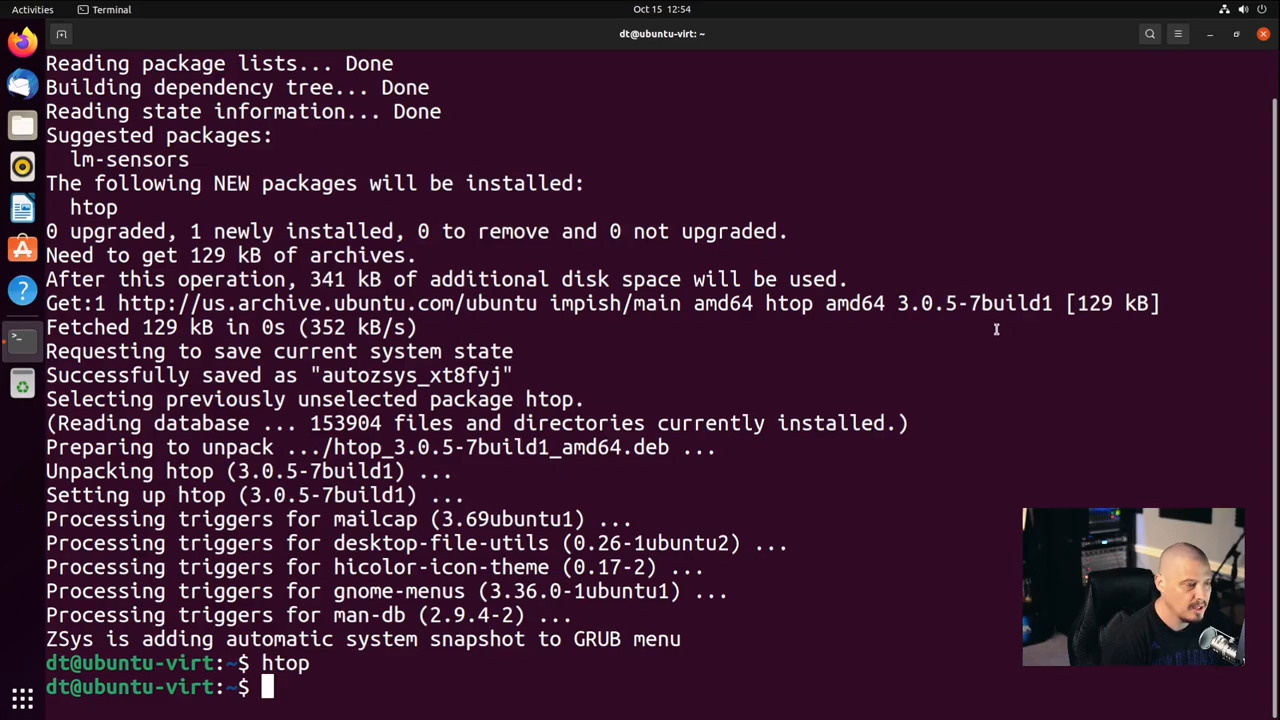 Activities
Terminal
Oct 15 12:54
dt@ubuntu-virt: ~
Reading package lists... Done
Building dependency tree... Done
Reading state information... Done
Suggested packages:
lm-sensors
The following NEW packages will be installed:
htop
0 upgraded, 1 newly installed, 0 to remove and 0 not upgraded.
Need to get 129 kB of archives.
After this operation, 341 kB of additional disk space will be used.
Get:1 http://us.archive.ubuntu.com/ubuntu impish/main amd64 htop amd64 3.0.5-7build1 [129 kB]
Fetched 129 kB in 0s (352 kB/s)
Requesting to save current system state
Successfully saved as "autozsys_xt8fyj"
Selecting previously unselected package htop.
(Reading database ... 153904 files and directories currently installed.)
Preparing to unpack .../htop_3.0.5-7build1_amd64.deb ...
Unpacking htop (3.0.5-7build1) ...
Setting up htop (3.0.5-7build1) ...
Processing triggers for mailcap (3.69ubuntu1) ...
Processing triggers for desktop-file-utils (0.26-1ubuntu2) ...
Processing triggers for hicolor-icon-theme (0.17-2) ...
Processing triggers for gnome-menus (3.36.0-1ubuntu1) ...
Processing triggers for man-db (2.9.4-2) ...
ZSys is adding automatic system snapshot to GRUB menu
dt@ubuntu-virt:~$ htop
dt@ubuntu-virt:~$